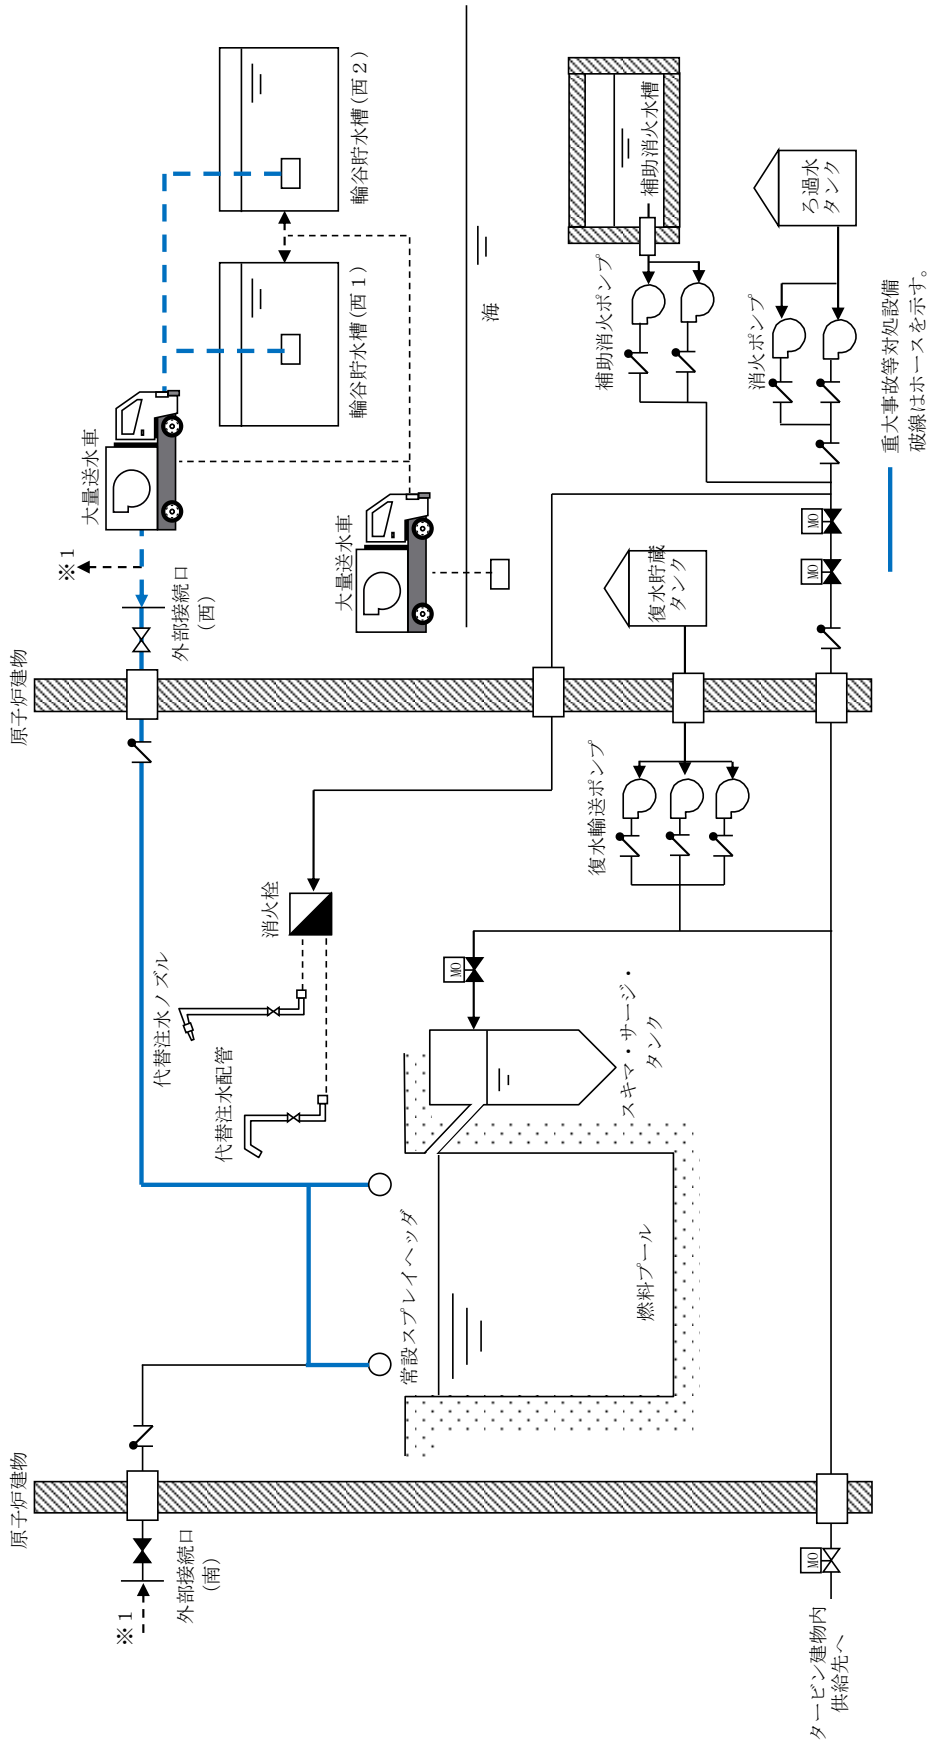 原子炉建物
※1
外部接続口
(西)
大量送水車
輪谷貯水槽(西1)
輪谷貯水槽(西2)
大量送水車
海
代替注水ノズル
代替注水配管
消火栓
補助消火水槽
補助消火ポンプ
消火ポンプ
ろ過水
タンク
復水貯蔵
タンク
復水輸送ポンプ
MO
MO
MO
スキマ・サージ・
タンク
常設スプレイヘッダ
燃料プール
原子炉建物
※1
外部接続口
(南)
MO
タービン建物内
供給先へ
重大事故等対処設備
破線はホースを示す。